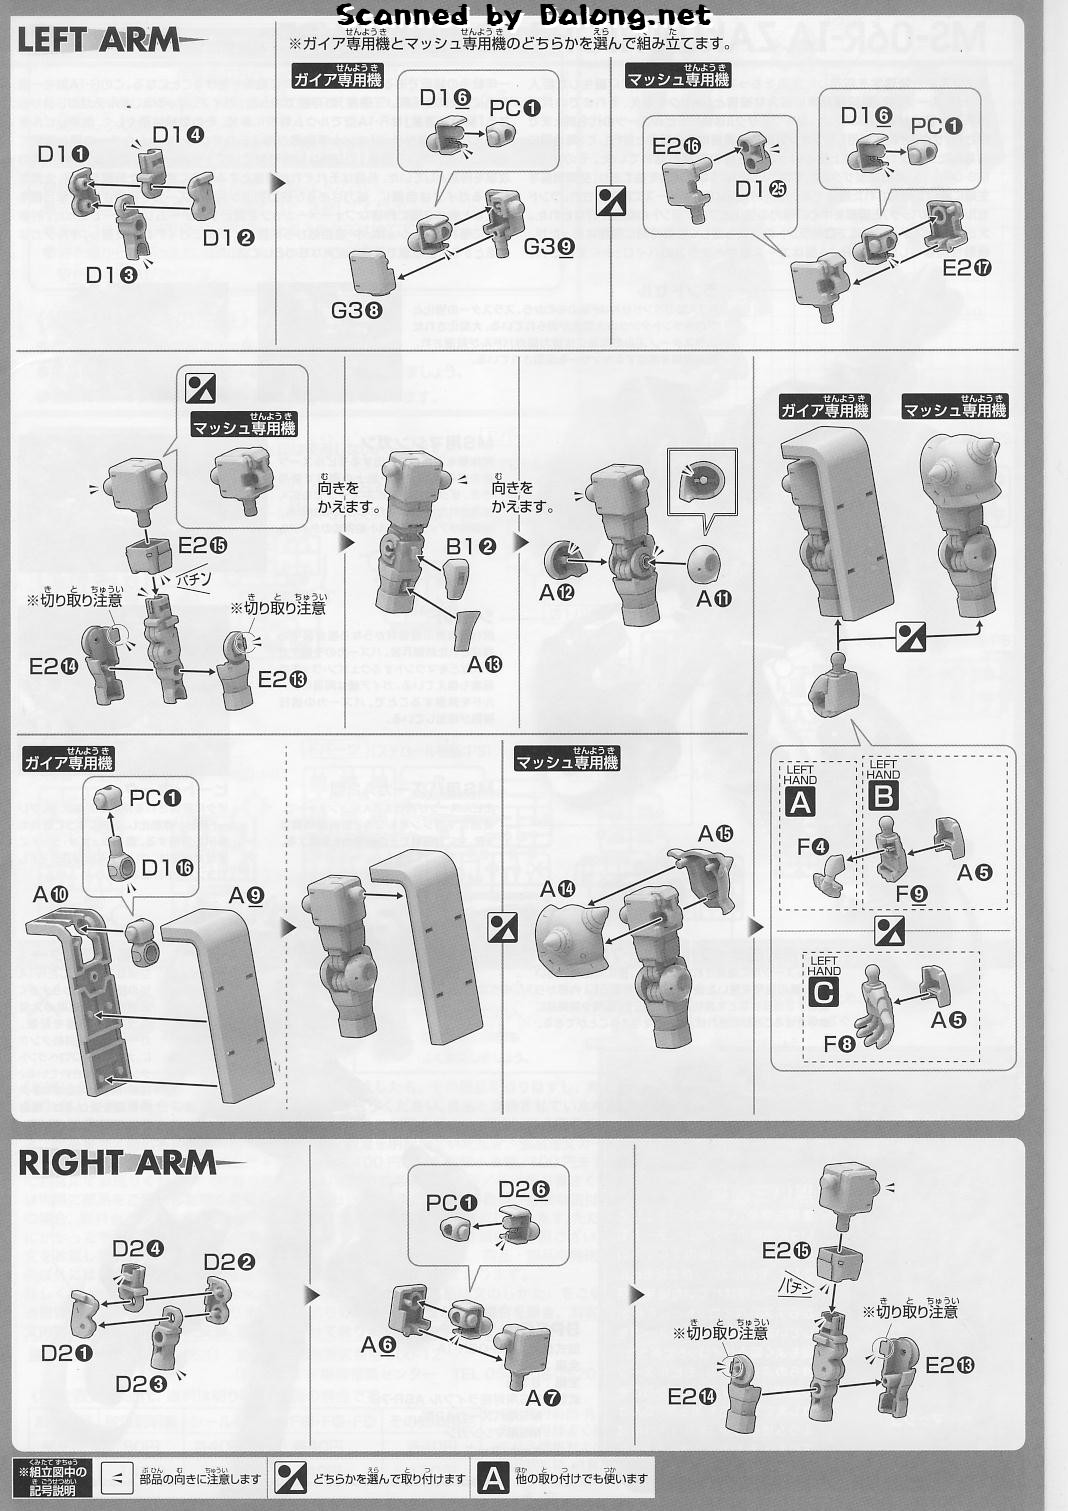 Scanned by Dalong.net
LEFT ARM
※ガイア専用機とマッシュ専用機のどちらかを選んで組み立てます。
ガイア専用機
マッシュ専用機
D1❶
D1❹
D1❷
D1❸
D1❻
PC❶
G3❾
G3❽
E2⓰
D1㉕
D1❻
PC❶
E2⓱
マッシュ専用機
E2⓯
パチン
※切り取り注意
※切り取り注意
E2⓮
E2⓭
向きを
かえます。
B1❷
A⓭
向きを
かえます。
A⓬
A⓫
ガイア専用機
マッシュ専用機
LEFT
HAND
A
F❹
LEFT
HAND
B
F❾
A❺
LEFT
HAND
C
F❽
A❺
ガイア専用機
PC❶
D1⓰
A❿
A❾
マッシュ専用機
A⓯
A⓮
RIGHT ARM
D2❹
D2❷
D2❶
D2❸
PC❶
D2❻
A❻
A❼
E2⓯
パチン
※切り取り注意
※切り取り注意
E2⓮
E2⓭
※組立図中の
記号説明
部品の向きに注意します
どちらかを選んで取り付けます
A
他の取り付けでも使います